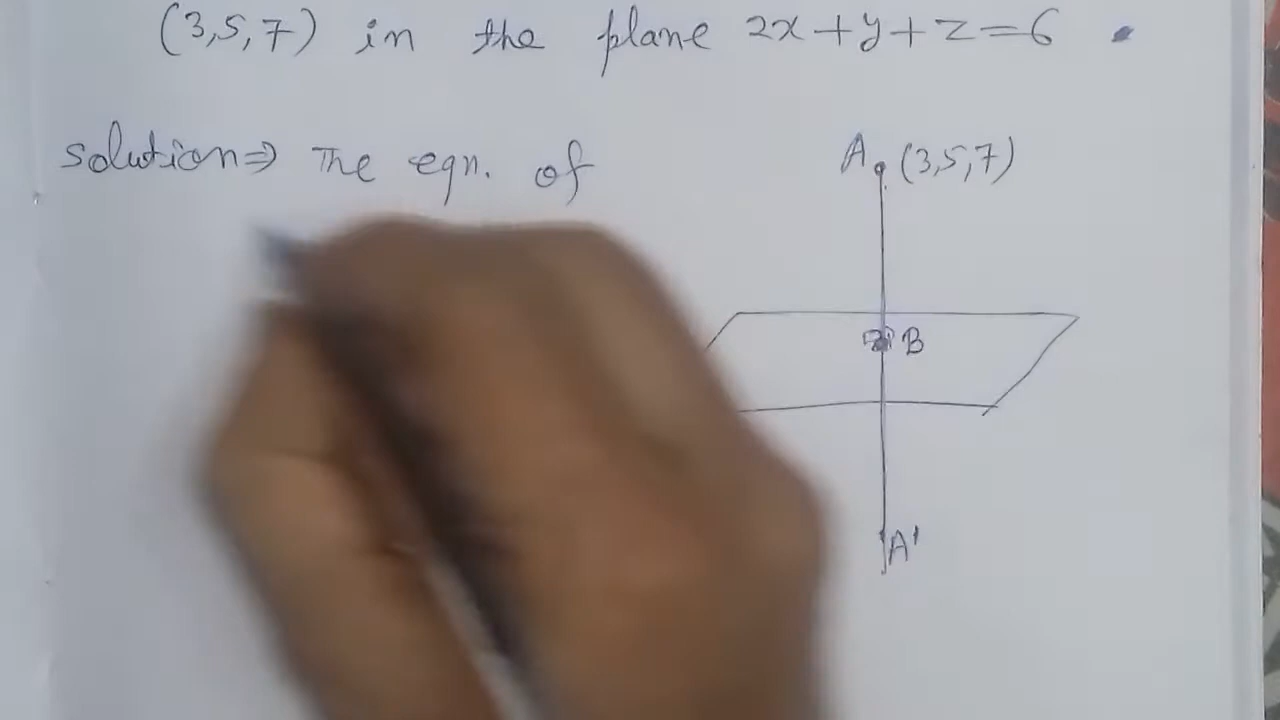 (3,5,7) in the plane 2x+y+z=6
solution⇒ The eqn. of
A (3,5,7)
B
A'